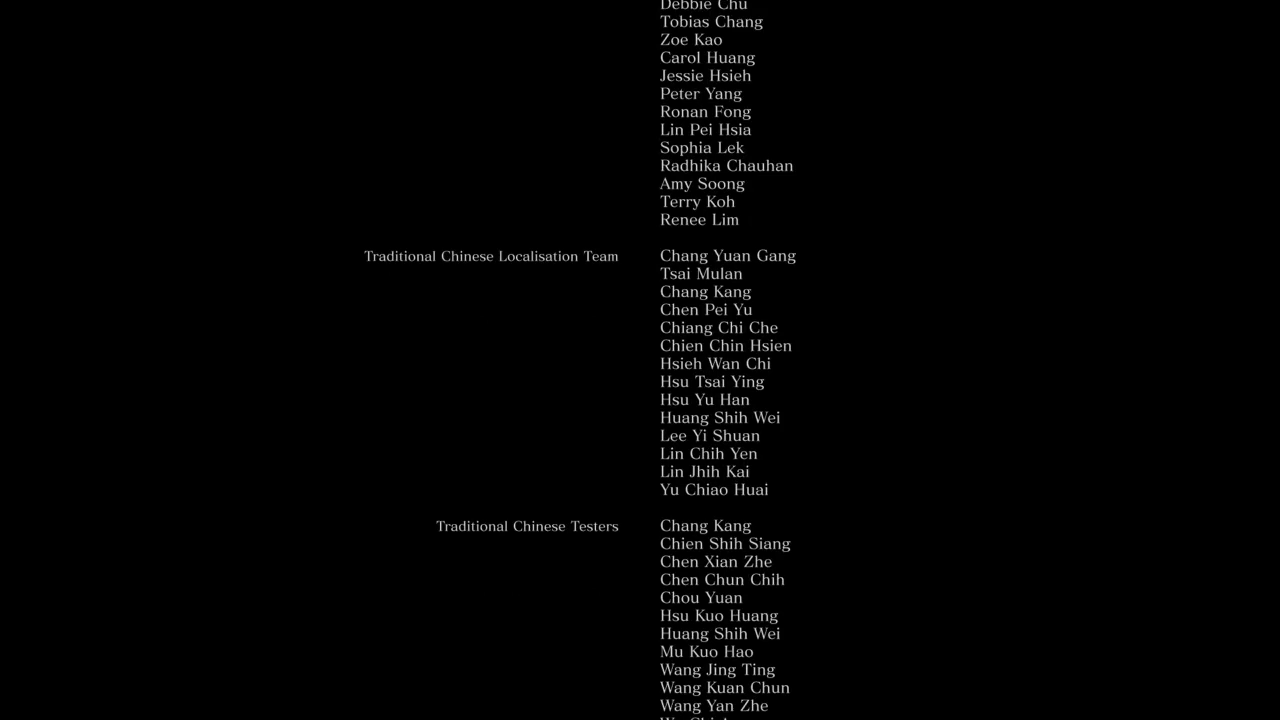 Debbie Chu
Tobias Chang
Zoe Kao
Carol Huang
Jessie Hsieh
Peter Yang
Ronan Fong
Lin Pei Hsia
Sophia Lek
Radhika Chauhan
Amy Soong
Terry Koh
Renee Lim
Traditional Chinese Localisation Team Chang Yuan Gang
Tsai Mulan
Chang Kang
Chen Pei Yu
Chiang Chi Che
Chien Chin Hsien
Hsieh Wan Chi
Hsu Tsai Ying
Hsu Yu Han
Huang Shih Wei
Lee Yi Shuan
Lin Chih Yen
Lin Jhih Kai
Yu Chiao Huai
Traditional Chinese Testers Chang Kang
Chien Shih Siang
Chen Xian Zhe
Chen Chun Chih
Chou Yuan
Hsu Kuo Huang
Huang Shih Wei
Mu Kuo Hao
Wang Jing Ting
Wang Kuan Chun
Wang Yan Zhe